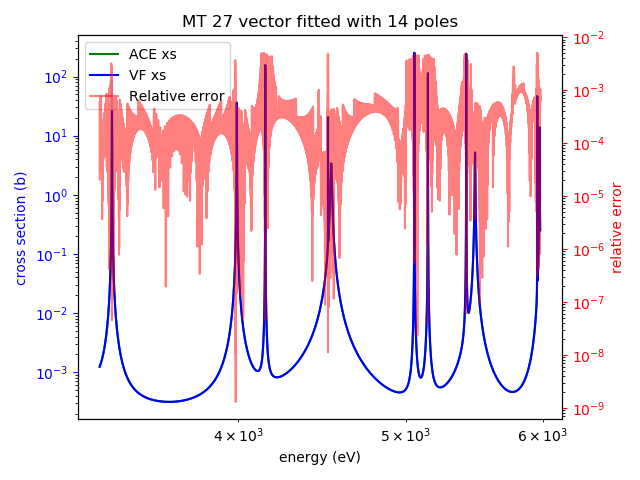 MT 27 vector fitted with 14 poles
ACE xs
VF xs
Relative error
cross section (b)
10²
10¹
10⁰
10⁻¹
10⁻²
10⁻³
10⁻²
10⁻³
10⁻⁴
10⁻⁵
10⁻⁶
10⁻⁷
10⁻⁸
10⁻⁹
relative error
4 × 10³
5 × 10³
6 × 10³
energy (eV)